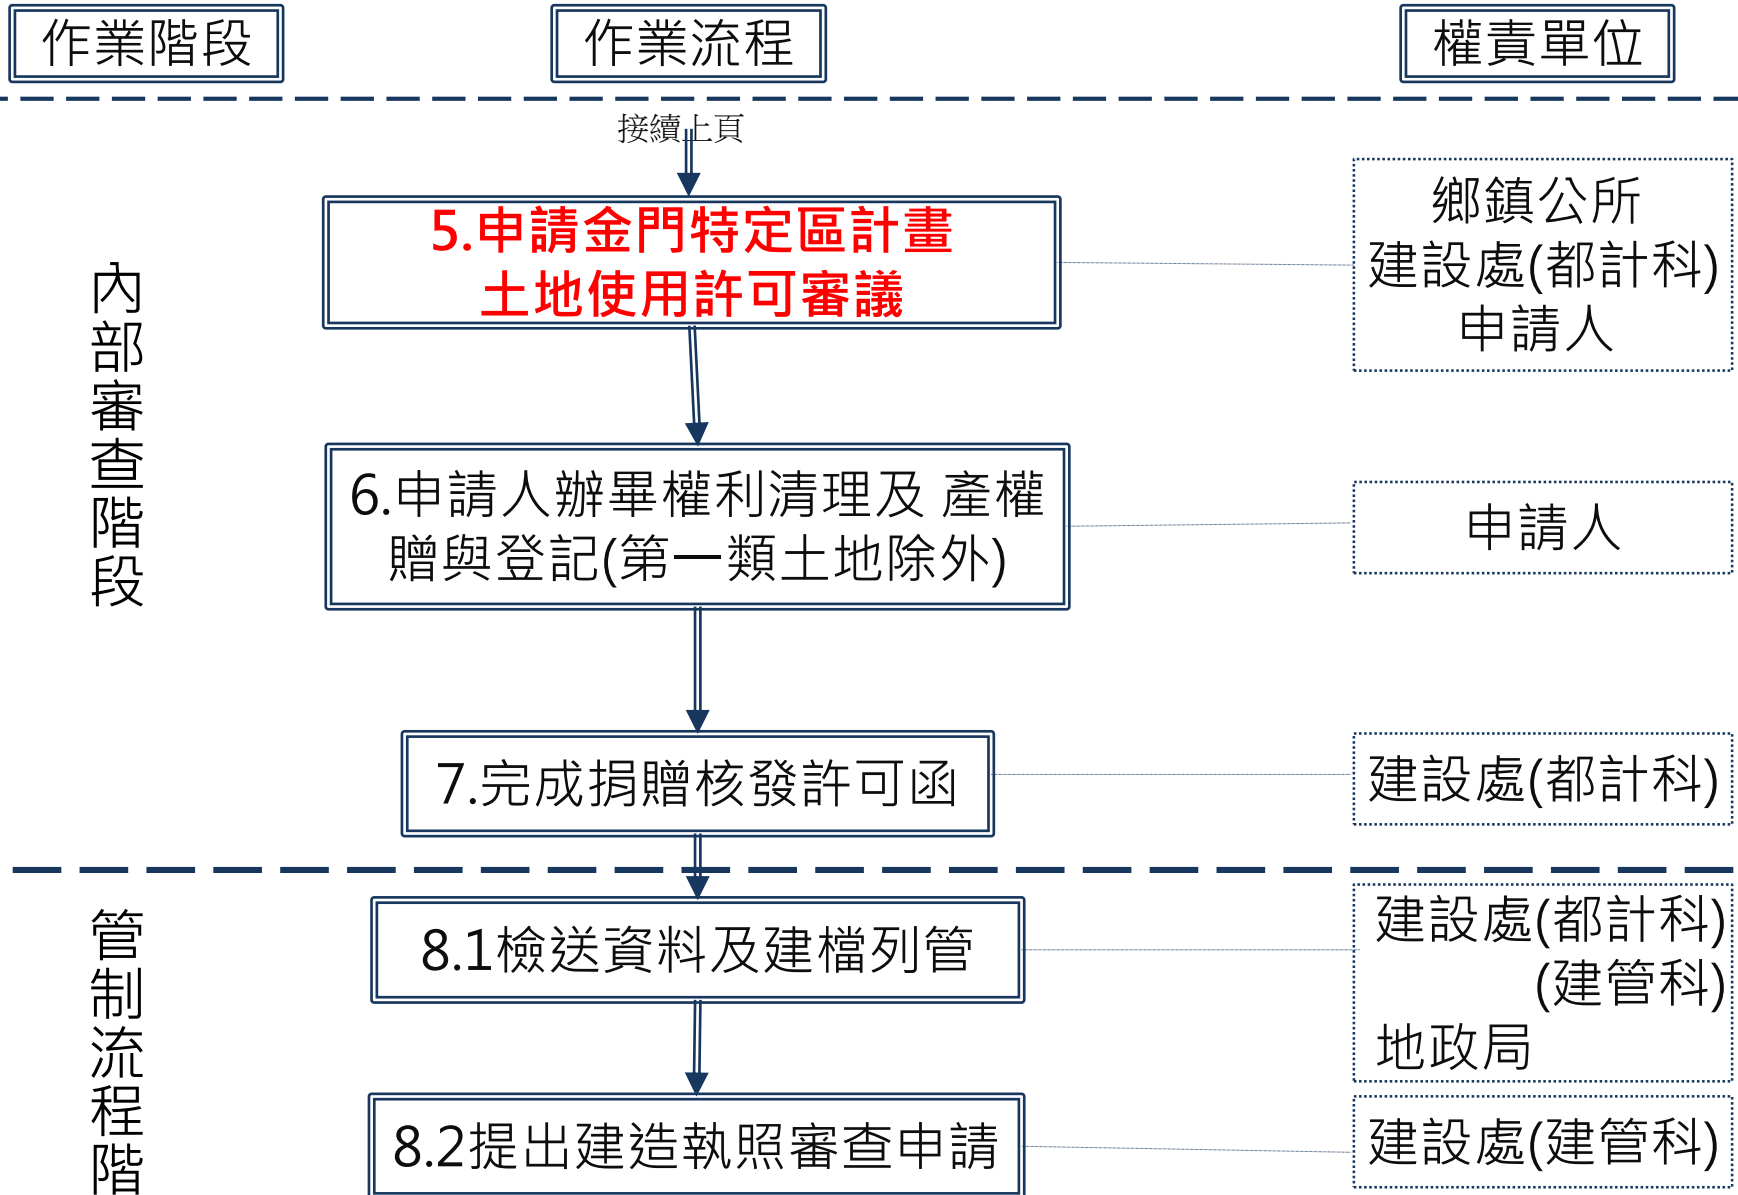 作業階段
作業流程
權責單位
接續上頁
內部審查階段
5.申請金門特定區計畫
土地使用許可審議
鄉鎮公所
建設處(都計科)
申請人
6.申請人辦畢權利清理及 產權
贈與登記(第一類土地除外)
申請人
7.完成捐贈核發許可函
建設處(都計科)
管制流程階
8.1檢送資料及建檔列管
建設處(都計科)
(建管科)
地政局
8.2提出建造執照審查申請
建設處(建管科)